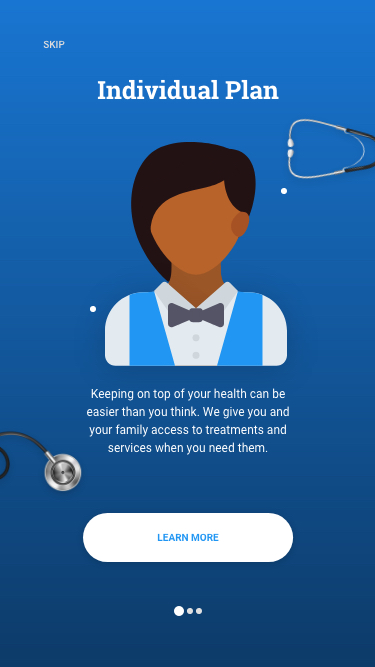 SKIP
Individual Plan
Keeping on top of your health can be
easier than you think. We give you and
your family access to treatments and
services when you need them.
LEARN MORE